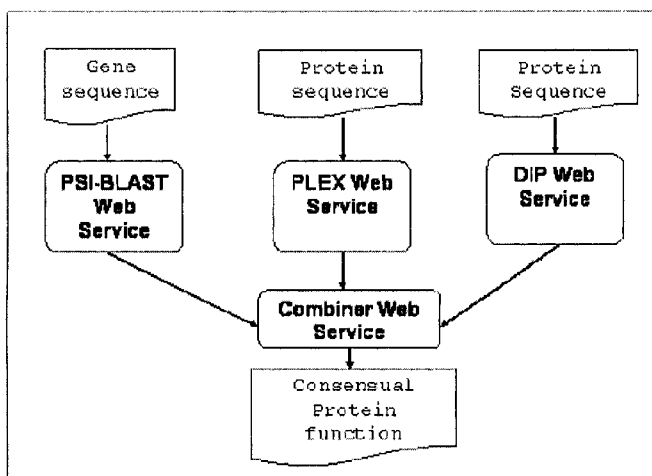 Gene
sequence
Protein
sequence
Protein
Sequence
PSI-BLAST
Web
Service
PLEX Web
Service
DIP Web
Service
Combiner Web
Service
Consensual
Protein
function